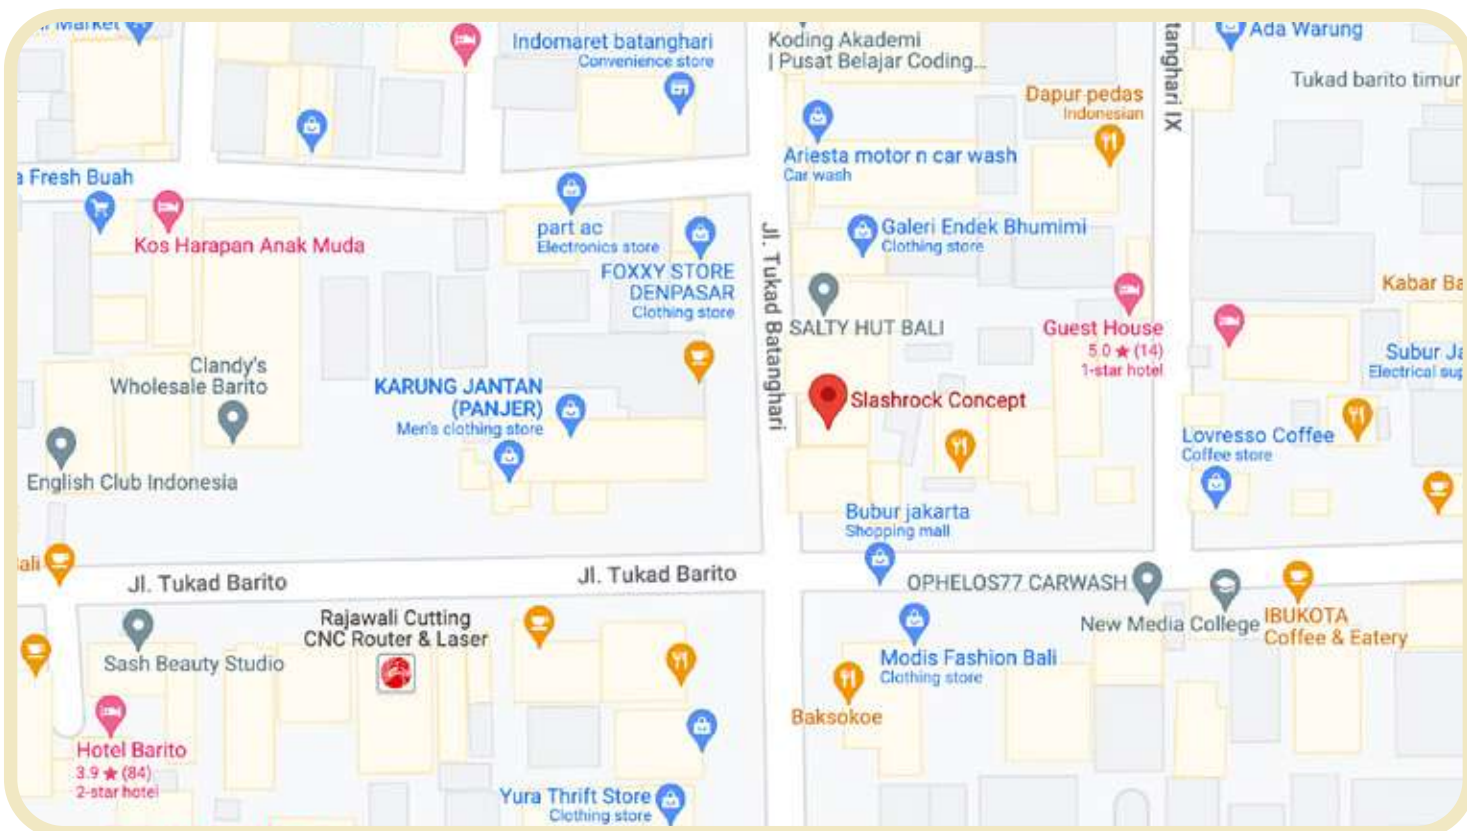 Market
Indomaret batanghari
Convenience store
Koding Akademi
| Pusat Belajar Coding...
tanghari IX
Ada Warung
Tukad barito timur
Dapur pedas
Indonesian
Ariesta motor n car wash
Car wash
a Fresh Buah
Kos Harapan Anak Muda
part ac
Electronics store
FOXXY STORE
DENPASAR
Clothing store
Jl. Tukad Batanghari
Galeri Endek Bhumimi
Clothing store
SALTY HUT BALI
Guest House
5.0 ★ (14)
1-star hotel
Kabar Ba
Subur Ja
Electrical sup
Clandy's
Wholesale Barito
KARUNG JANTAN
(PANJER)
Men's clothing store
Slashrock Concept
Lovresso Coffee
Coffee store
English Club Indonesia
Bubur jakarta
Shopping mall
ali
Jl. Tukad Barito
Jl. Tukad Barito
OPHELOS77 CARWASH
New Media College
IBUKOTA
Coffee & Eatery
Rajawali Cutting
CNC Router & Laser
Sash Beauty Studio
Modis Fashion Bali
Clothing store
Baksokoe
Hotel Barito
3.9 ★ (84)
2-star hotel
Yura Thrift Store
Clothing store